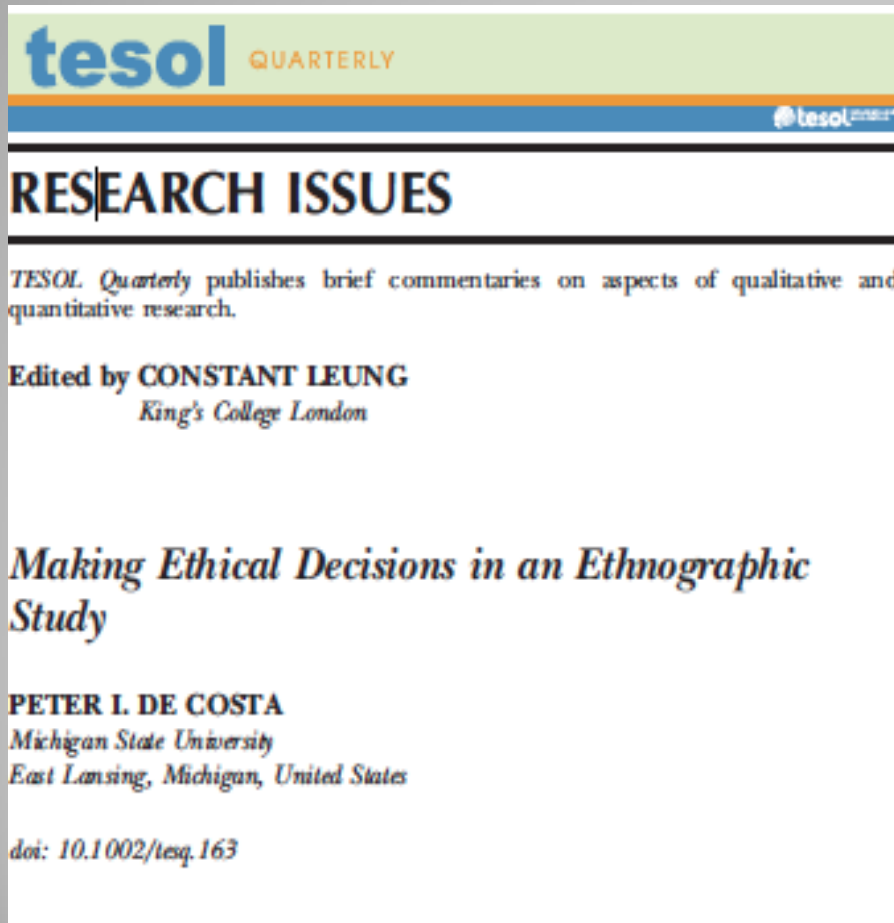 tesol QUARTERLY
tesol
RESEARCH ISSUES
TESOL Quarterly publishes brief commentaries on aspects of qualitative and
quantitative research.
Edited by CONSTANT LEUNG
King's College London
Making Ethical Decisions in an Ethnographic
Study
PETER I. DE COSTA
Michigan State University
East Lansing, Michigan, United States
doi: 10.1002/tesq.163